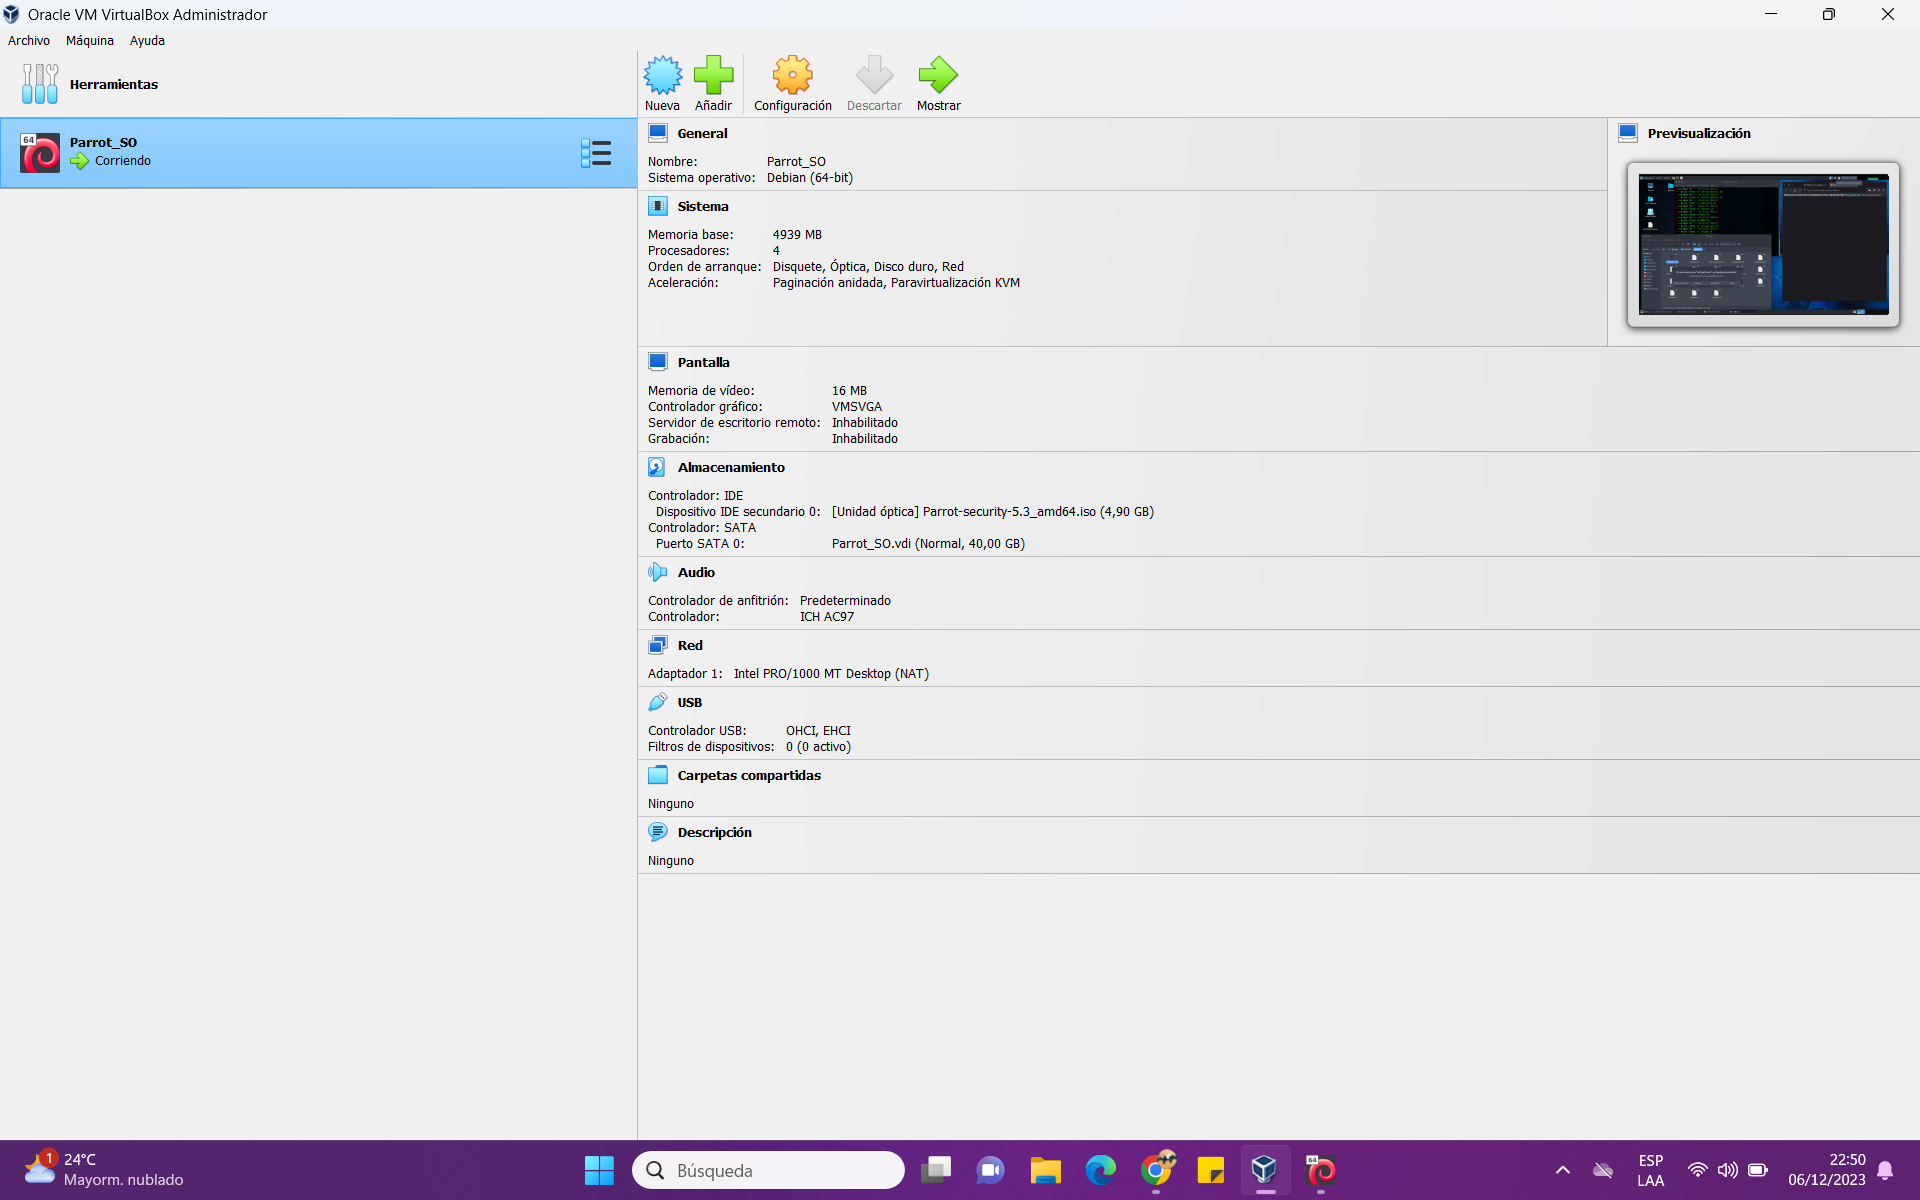 Oracle VM VirtualBox Administrador
Archivo Máquina Ayuda
Herramientas
Nueva Añadir Configuración Descartar Mostrar
64
Parrot_SO
Corriendo
General
Nombre: Parrot_SO
Sistema operativo: Debian (64-bit)
Previsualización
Sistema
Memoria base: 4939 MB
Procesadores: 4
Orden de arranque: Disquete, Óptica, Disco duro, Red
Aceleración: Paginación anidada, Paravirtualización KVM
Pantalla
Memoria de vídeo: 16 MB
Controlador gráfico: VMSVGA
Servidor de escritorio remoto: Inhabilitado
Grabación: Inhabilitado
Almacenamiento
Controlador: IDE
Dispositivo IDE secundario 0: [Unidad óptica] Parrot-security-5.3_amd64.iso (4,90 GB)
Controlador: SATA
Puerto SATA 0: Parrot_SO.vdi (Normal, 40,00 GB)
Audio
Controlador de anfitrión: Predeterminado
Controlador: ICH AC97
Red
Adaptador 1: Intel PRO/1000 MT Desktop (NAT)
USB
Controlador USB: OHCI, EHCI
Filtros de dispositivos: 0 (0 activo)
Carpetas compartidas
Ninguno
Descripción
Ninguno
1
24°C
Mayorm. nublado
Búsqueda
64
ESP
LAA
22:50
06/12/2023